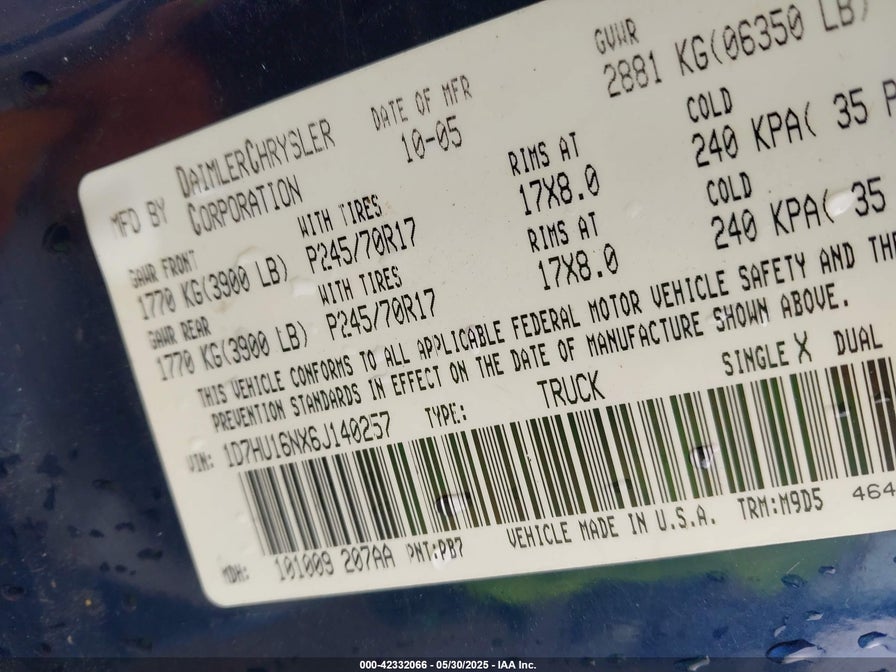 MFD BY DAIMLERCHRYSLER CORPORATION
DATE OF MFR
10-05
GVWR
2881 KG(06350 LB)
GAWR FRONT
1770 KG(3900 LB)
WITH TIRES
P245/70R17
RIMS AT
17X8.0
COLD
240 KPA( 35 P
GAWR REAR
1770 KG(3900 LB)
WITH TIRES
P245/70R17
RIMS AT
17X8.0
COLD
240 KPA( 35
THIS VEHICLE CONFORMS TO ALL APPLICABLE FEDERAL MOTOR VEHICLE SAFETY AND THE
PREVENTION STANDARDS IN EFFECT ON THE DATE OF MANUFACTURE SHOWN ABOVE.
VIN: 1D7HU16NX6J140257 TYPE: TRUCK SINGLE X DUAL
MDH: 101009 207AA PNT:PB7 VEHICLE MADE IN U.S.A. TRM:M9D5 464
000-42332066 - 05/30/2025 - IAA Inc.